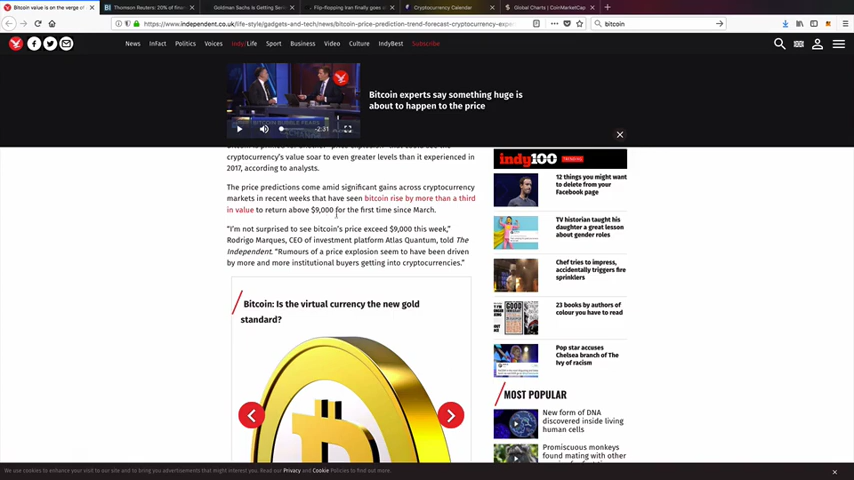 Bitcoin value is on the verge of
Thomson Reuters: 20% of finan
Goldman Sachs is Getting Ser
Flip-flopping Iran finally goes
Cryptocurrency Calendar
Global Charts | CoinMarketCap
https://www.independent.co.uk/life-style/gadgets-and-tech/news/bitcoin-price-prediction-trend-forecast-cryptocurrency-exper
bitcoin
News InFact Politics Voices Indy/Life Sport Business Video Culture IndyBest Subscribe
Bitcoin experts say something huge is
about to happen to the price
BITCOIN BUBBLE FEARS
-2:31
cryptocurrency's value soar to even greater levels than it experienced in
2017, according to analysts.
The price predictions come amid significant gains across cryptocurrency
markets in recent weeks that have seen bitcoin rise by more than a third
in value to return above $9,000 for the first time since March.
"I'm not surprised to see bitcoin's price exceed $9,000 this week,"
Rodrigo Marques, CEO of investment platform Atlas Quantum, told The
Independent. "Rumours of a price explosion seem to have been driven
by more and more institutional buyers getting into cryptocurrencies."
Bitcoin: Is the virtual currency the new gold
standard?
indy100 TRENDING
12 things you might want
to delete from your
Facebook page
TV historian taught his
daughter a great lesson
about gender roles
Chef tries to impress,
accidentally triggers fire
sprinklers
23 books by authors of
colour you have to read
Pop star accuses
Chelsea branch of The
Ivy of racism
MOST POPULAR
New form of DNA
discovered inside living
human cells
Promiscuous monkeys
found mating with other
We use cookies to enhance your visit to our site and to bring you advertisements that might interest you. Read our Privacy and Cookie Policies to find out more.